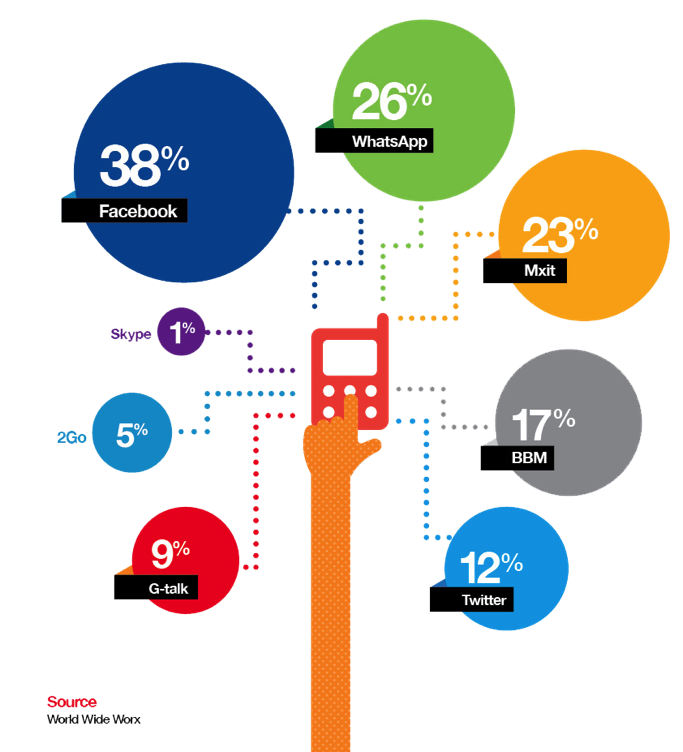 38%
Facebook
26%
WhatsApp
23%
Mxit
Skype 1%
17%
BBM
2Go 5%
12%
Twitter
9%
G-talk
Source
World Wide Worx